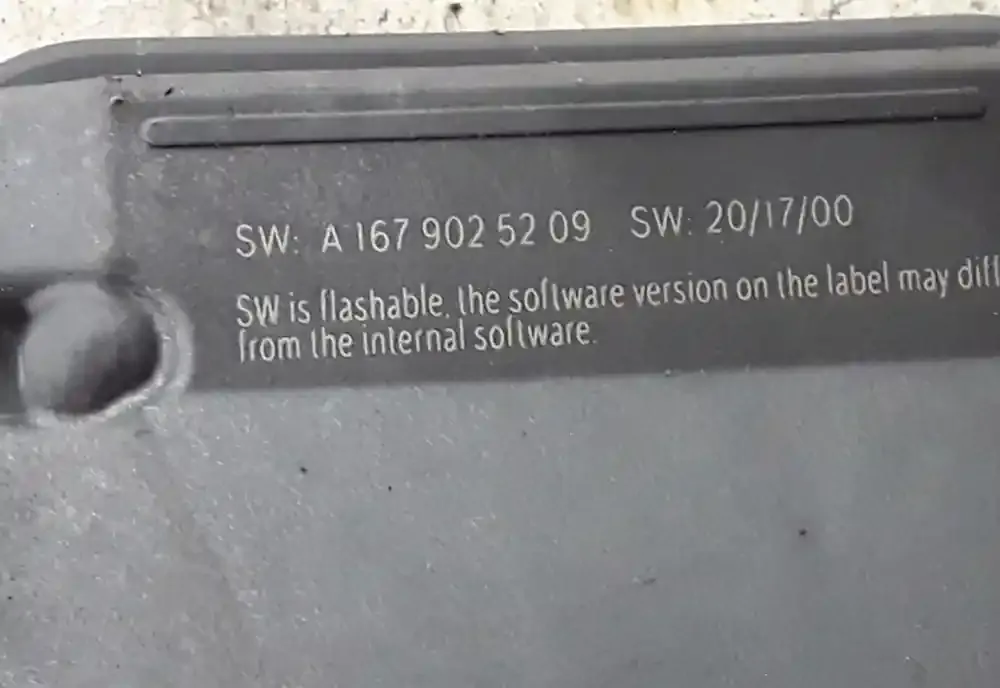 SW: A 167 902 52 09 SW: 20/17/00
SW is flashable, the software version on the label may diff
from the internal software.